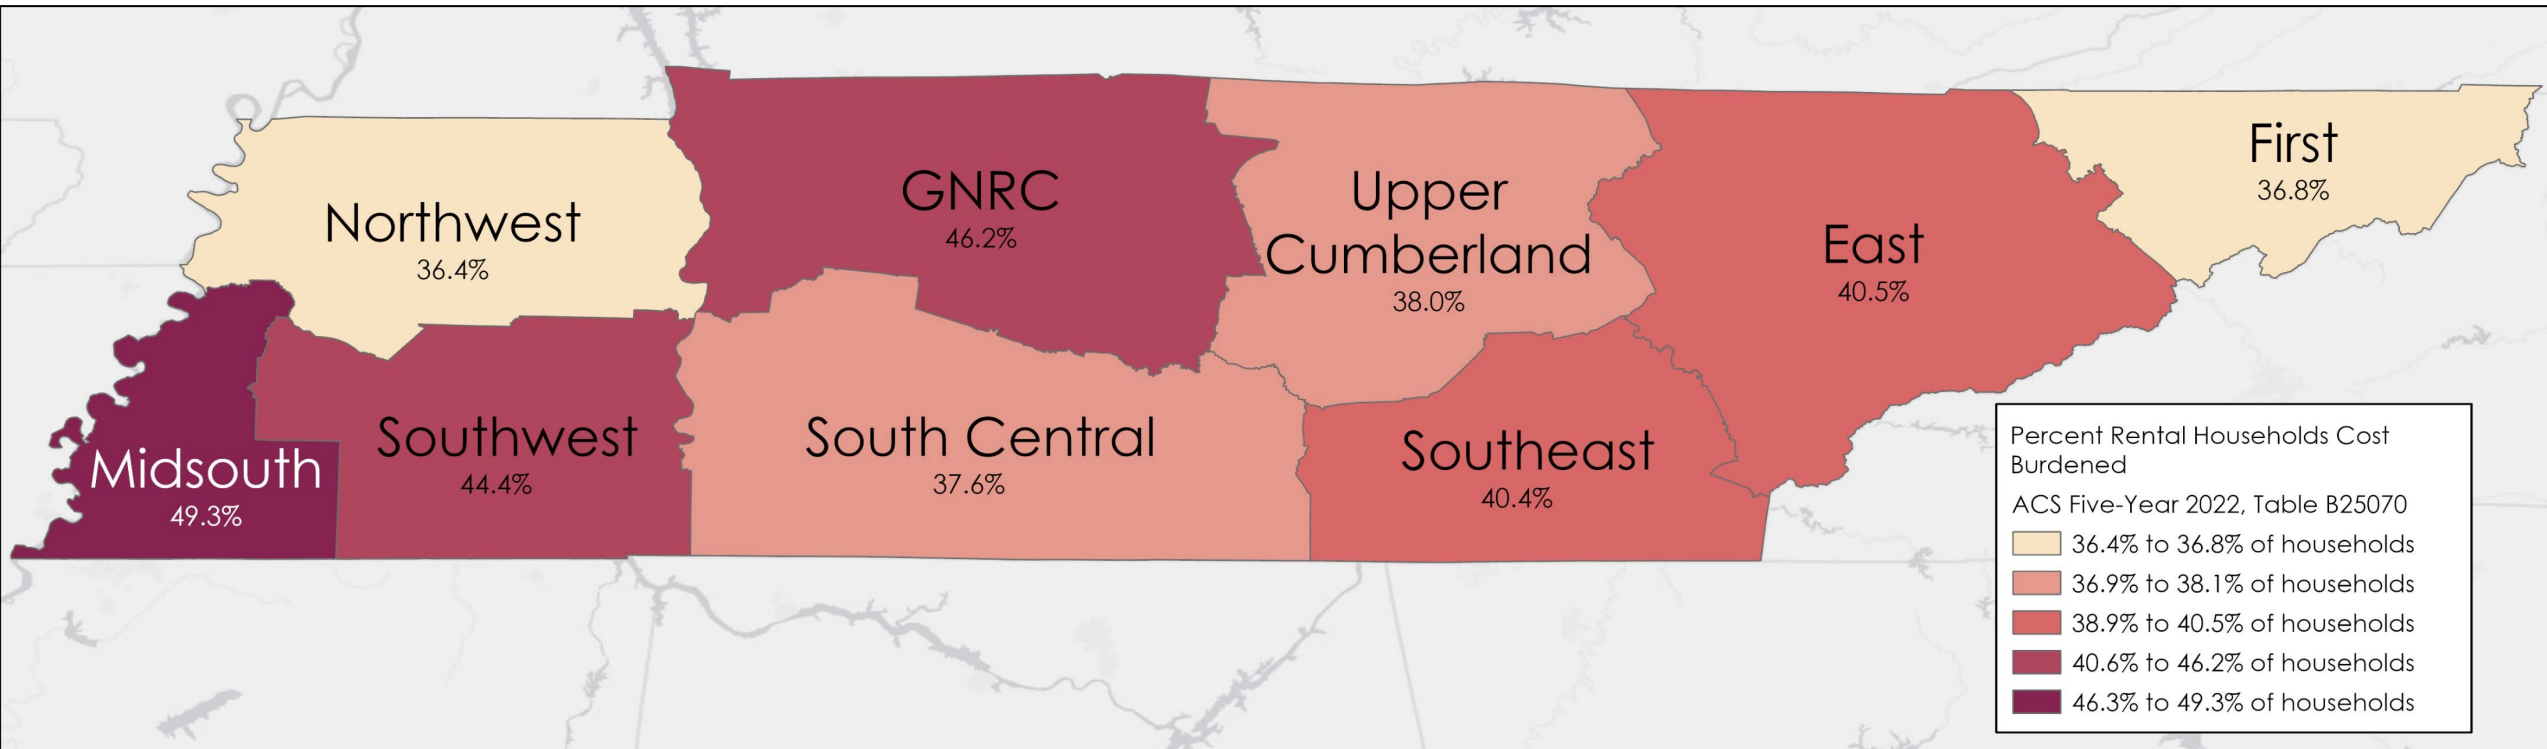 Northwest
36.4%
GNRC
46.2%
Upper
Cumberland
38.0%
East
40.5%
First
36.8%
Midsouth
49.3%
Southwest
44.4%
South Central
37.6%
Southeast
40.4%
Percent Rental Households Cost
Burdened
ACS Five-Year 2022, Table B25070
36.4% to 36.8% of households
36.9% to 38.1% of households
38.9% to 40.5% of households
40.6% to 46.2% of households
46.3% to 49.3% of households